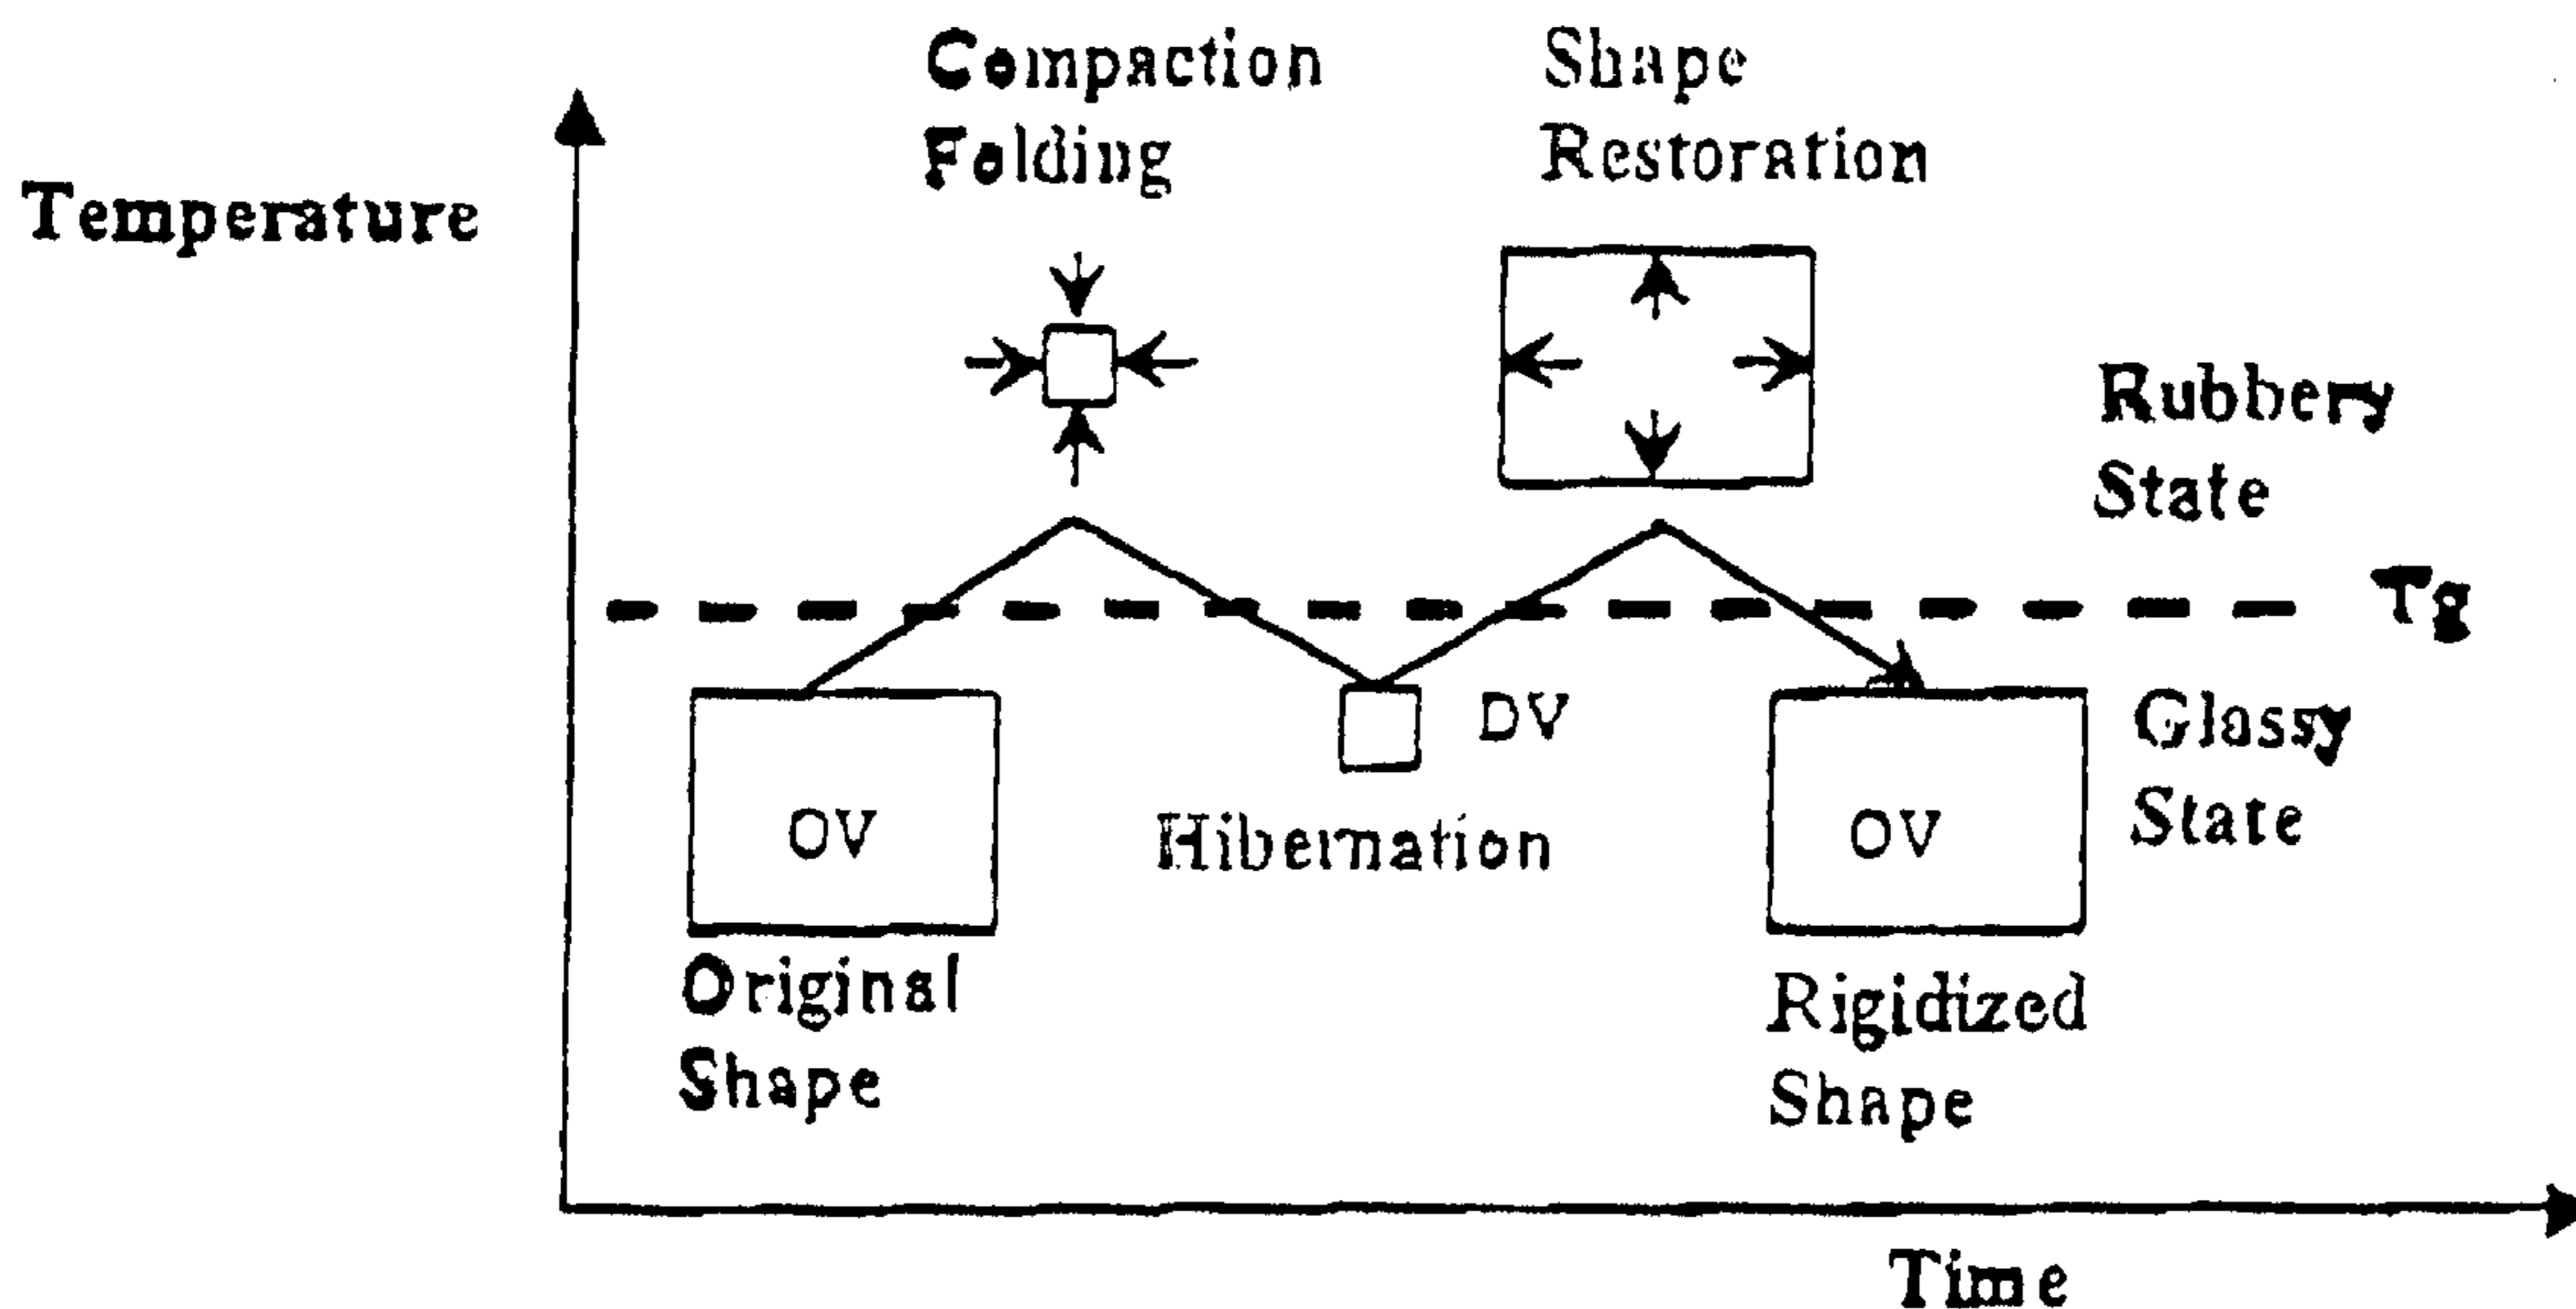 Compaction
Folding
Shape
Restoration
Temperature
Rubbery
State
Tg
DV
Glassy
State
OV
Hibernation
OV
Original
Shape
Rigidized
Shape
Time